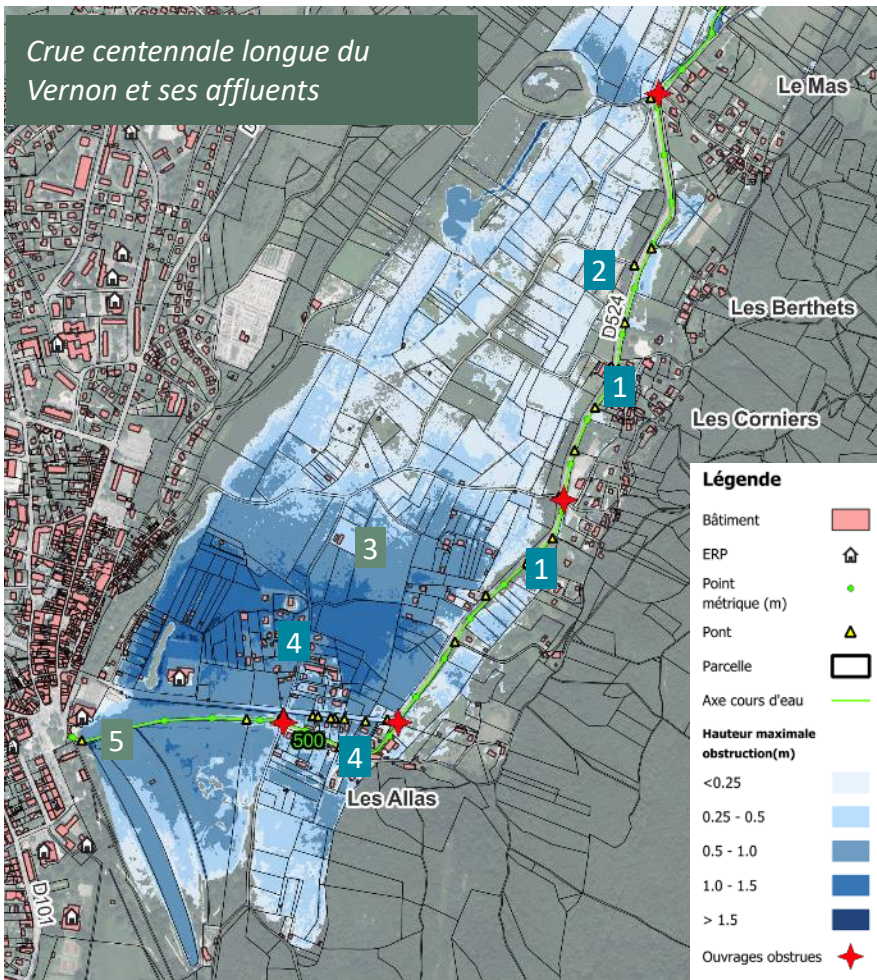 Crue centennale longue du
Vernon et ses affluents
Le Mas
2
D524
Les Berthets
1
Les Corniers
3
1
4
5
500
4
Les Allas
D101
Légende
Bâtiment
ERP
Point
métrique (m)
Pont
Parcelle
Axe cours d'eau
Hauteur maximale
obstruction(m)
<0.25
0.25 - 0.5
0.5 - 1.0
1.0 - 1.5
> 1.5
Ouvrages obstrues